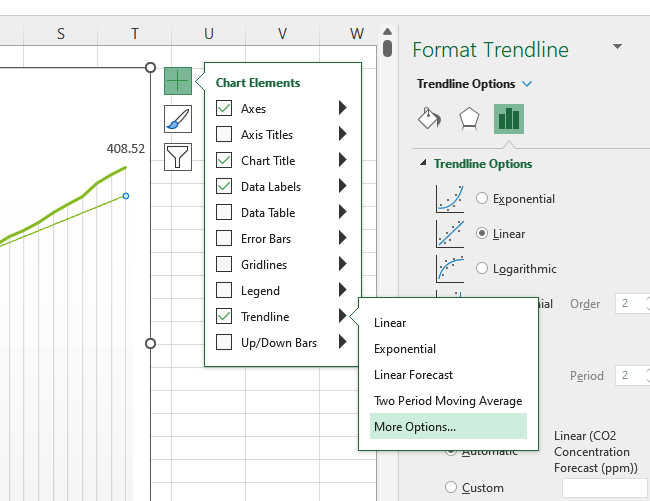 S T U V W
408.52
Chart Elements
Axes
Axis Titles
Chart Title
Data Labels
Data Table
Error Bars
Gridlines
Legend
Trendline
Up/Down Bars
Linear
Exponential
Linear Forecast
Two Period Moving Average
More Options...
Format Trendline
Trendline Options
Trendline Options
Exponential
Linear
Logarithmic
Order 2
Period 2
Automatic
Linear (CO2
Concentration
Forecast (ppm))
Custom